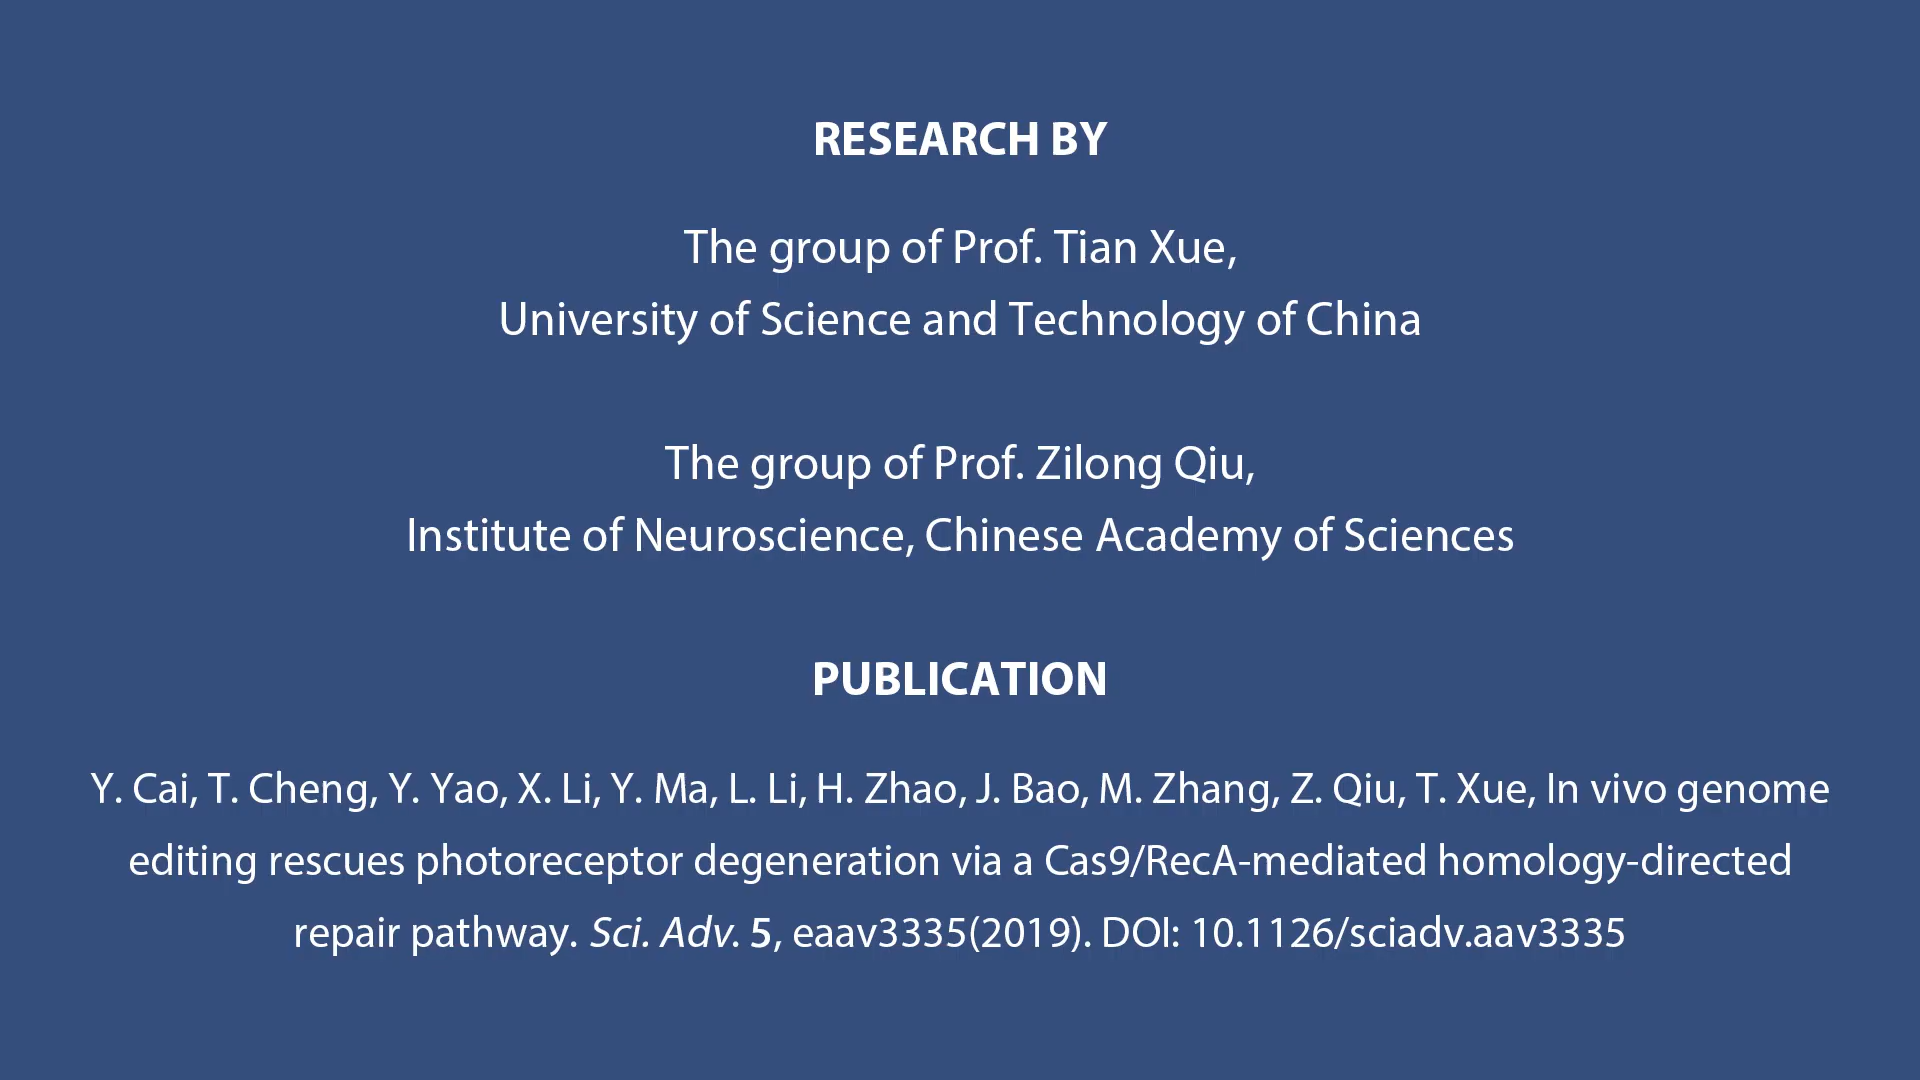 RESEARCH BY
The group of Prof. Tian Xue,
University of Science and Technology of China
The group of Prof. Zilong Qiu,
Institute of Neuroscience, Chinese Academy of Sciences
PUBLICATION
Y. Cai, T. Cheng, Y. Yao, X. Li, Y. Ma, L. Li, H. Zhao, J. Bao, M. Zhang, Z. Qiu, T. Xue, In vivo genome
editing rescues photoreceptor degeneration via a Cas9/RecA-mediated homology-directed
repair pathway. Sci. Adv. 5, eaav3335(2019). DOI: 10.1126/sciadv.aav3335